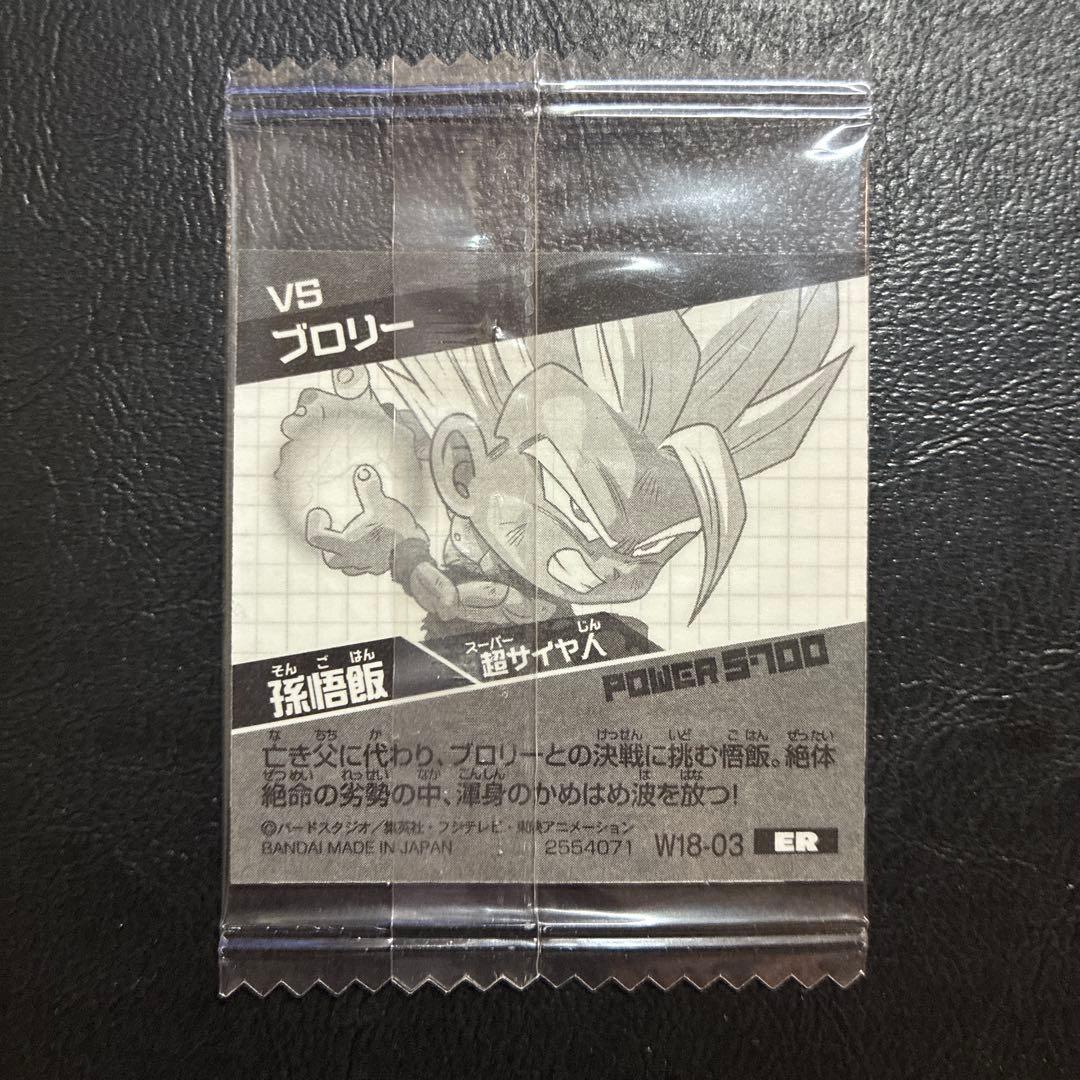 VS
ブロリー
そん ご はん
孫悟飯
スーパー じん
超サイヤ人
POWER 5700
な ちち か けっせん いど ご はん ぜったい
亡き父に代わり、ブロリーとの決戦に挑む悟飯。絶体
ぜつめい れっせい なか こんしん は はな
絶命の劣勢の中、渾身のかめはめ波を放つ!
©バードスタジオ/集英社・フジテレビ・東映アニメーション
BANDAI MADE IN JAPAN 2554071 W18-03 ER